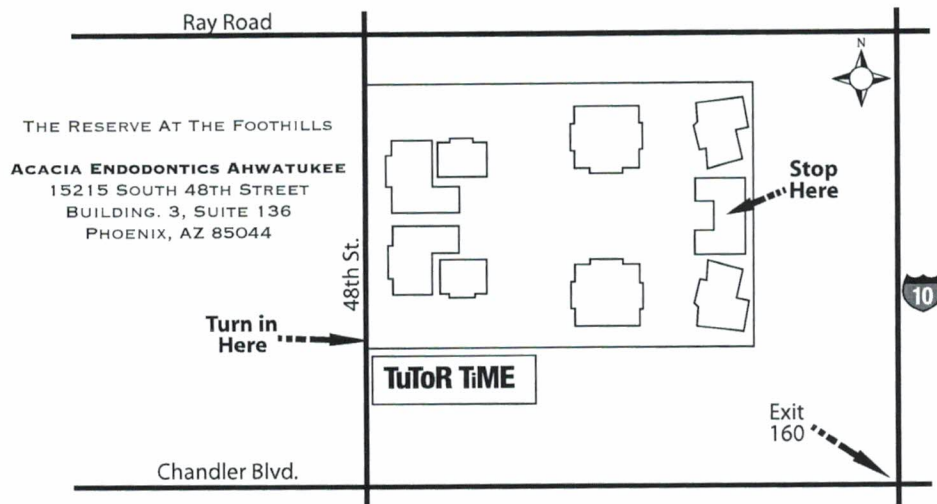 Ray Road
N
THE RESERVE AT THE FOOTHILLS
ACACIA ENDODONTICS AHWATUKEE
15215 SOUTH 48TH STREET
BUILDING. 3, SUITE 136
PHOENIX, AZ 85044
Stop
Here
48th St.
10
Turn in
Here
TuToR TiME
Exit
160
Chandler Blvd.